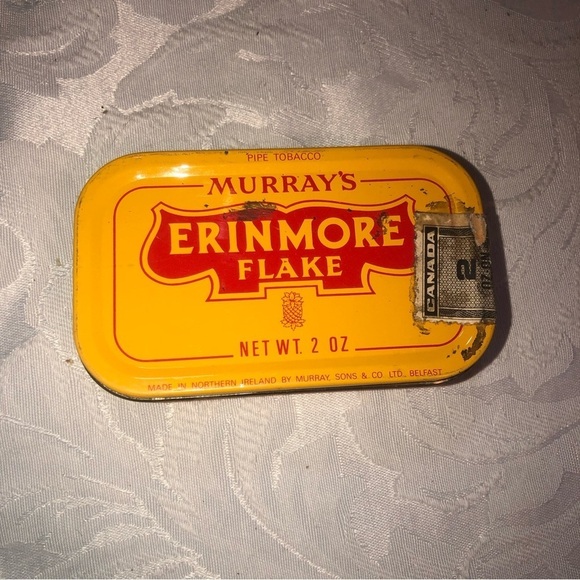 PIPE TOBACCO
MURRAY'S
ERINMORE
FLAKE
NET WT. 2 OZ
MADE IN NORTHERN IRELAND BY MURRAY, SONS & CO. LTD., BELFAST
CANADA
2